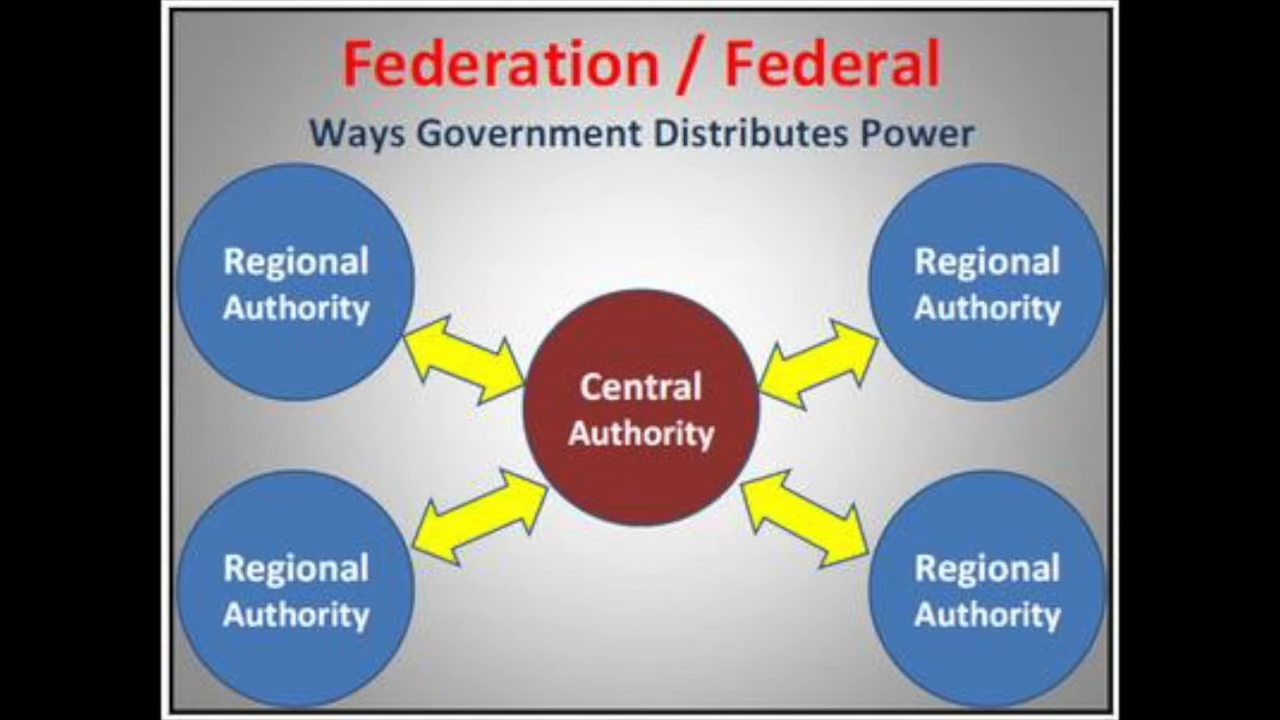 Federation / Federal
Ways Government Distributes Power
Regional
Authority
Regional
Authority
Central
Authority
Regional
Authority
Regional
Authority